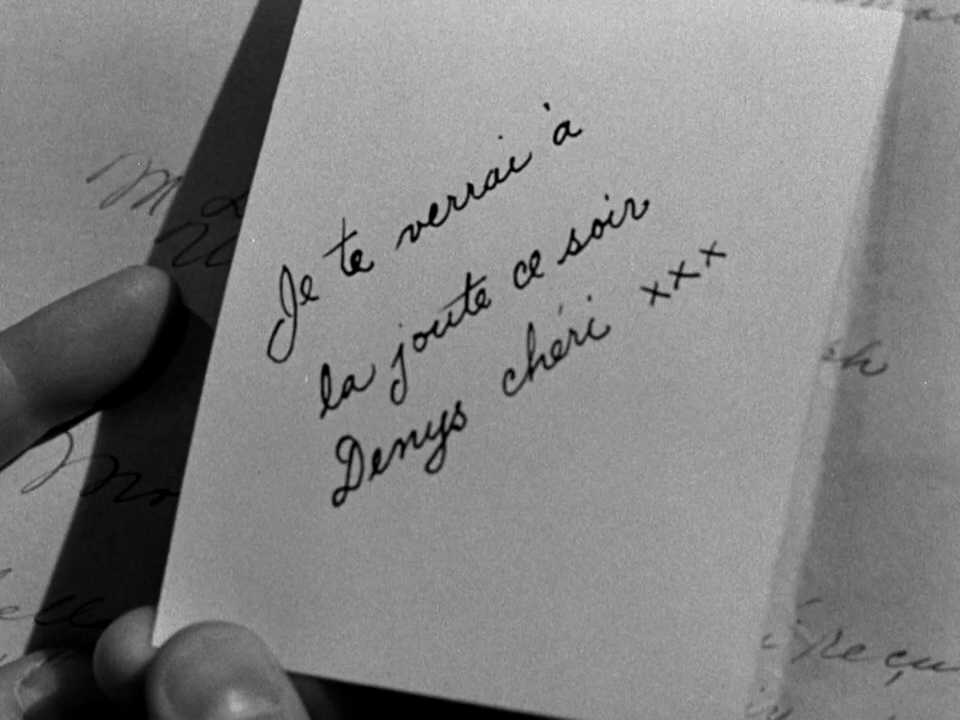 Je te verrai à
la joute ce soir
Denys chéri xxx